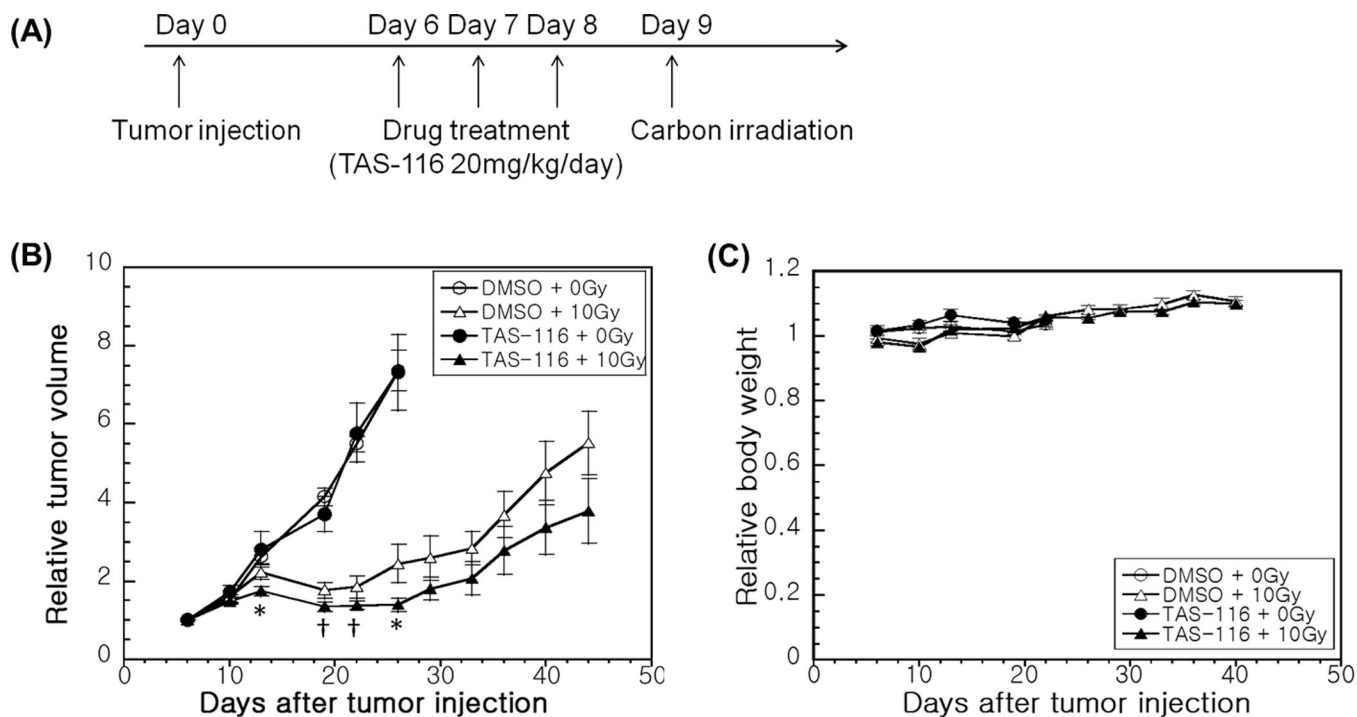 (A)
Day 0 Day 6 Day 7 Day 8 Day 9
Tumor injection Drug treatment Carbon irradiation
(TAS-116 20mg/kg/day)
(B)
10
8
6
4
2
0
Relative tumor volume
DMSO + 0Gy
DMSO + 10Gy
TAS-116 + 0Gy
TAS-116 + 10Gy
* † † *
0 10 20 30 40 50
Days after tumor injection
(C)
1.2
1
0.8
0.6
0.4
0.2
0
Relative body weight
DMSO + 0Gy
DMSO + 10Gy
TAS-116 + 0Gy
TAS-116 + 10Gy
0 10 20 30 40 50
Days after tumor injection